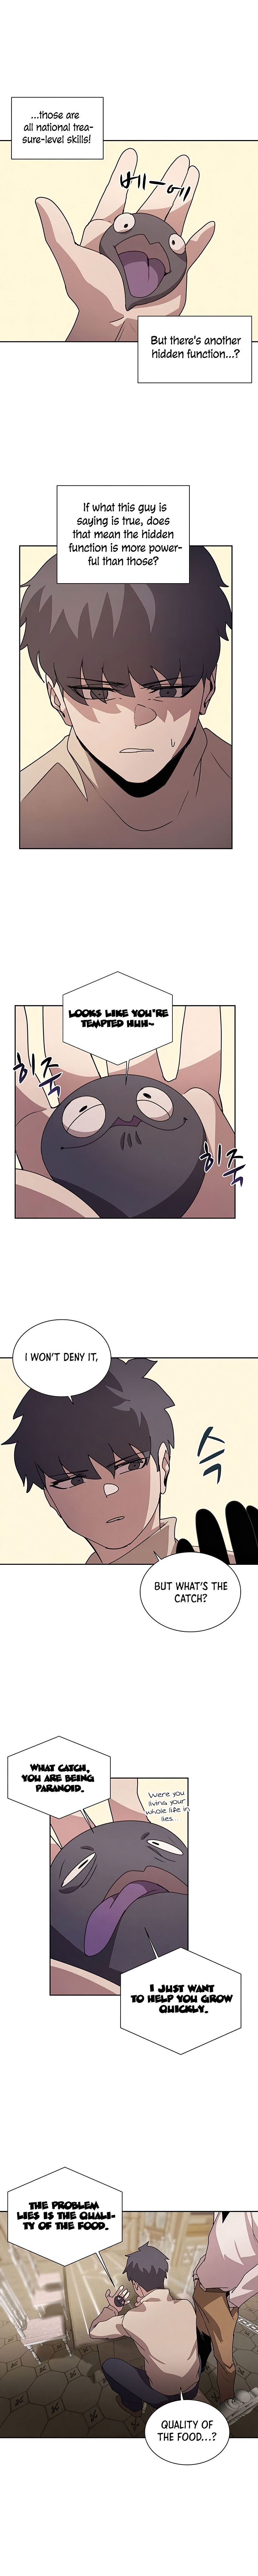 ...those are
all national trea-
sure-level skills!
베에
But there's another
hidden function...?
If what this guy is
saying is true, does
that mean the hidden
function is more power-
ful than those?
LOOKS LIKE YOU'RE
TEMPTED HUH~
히죽
히죽
I WON'T DENY IT,
슥
BUT WHAT'S THE
CATCH?
WHAT CATCH,
YOU ARE BEING
PARANOID.
Were you
living your
whole life in
lies...
I JUST WANT
TO HELP YOU GROW
QUICKLY.
THE PROBLEM
LIES IS THE QUALI-
TY OF THE FOOD.
QUALITY OF
THE FOOD...?